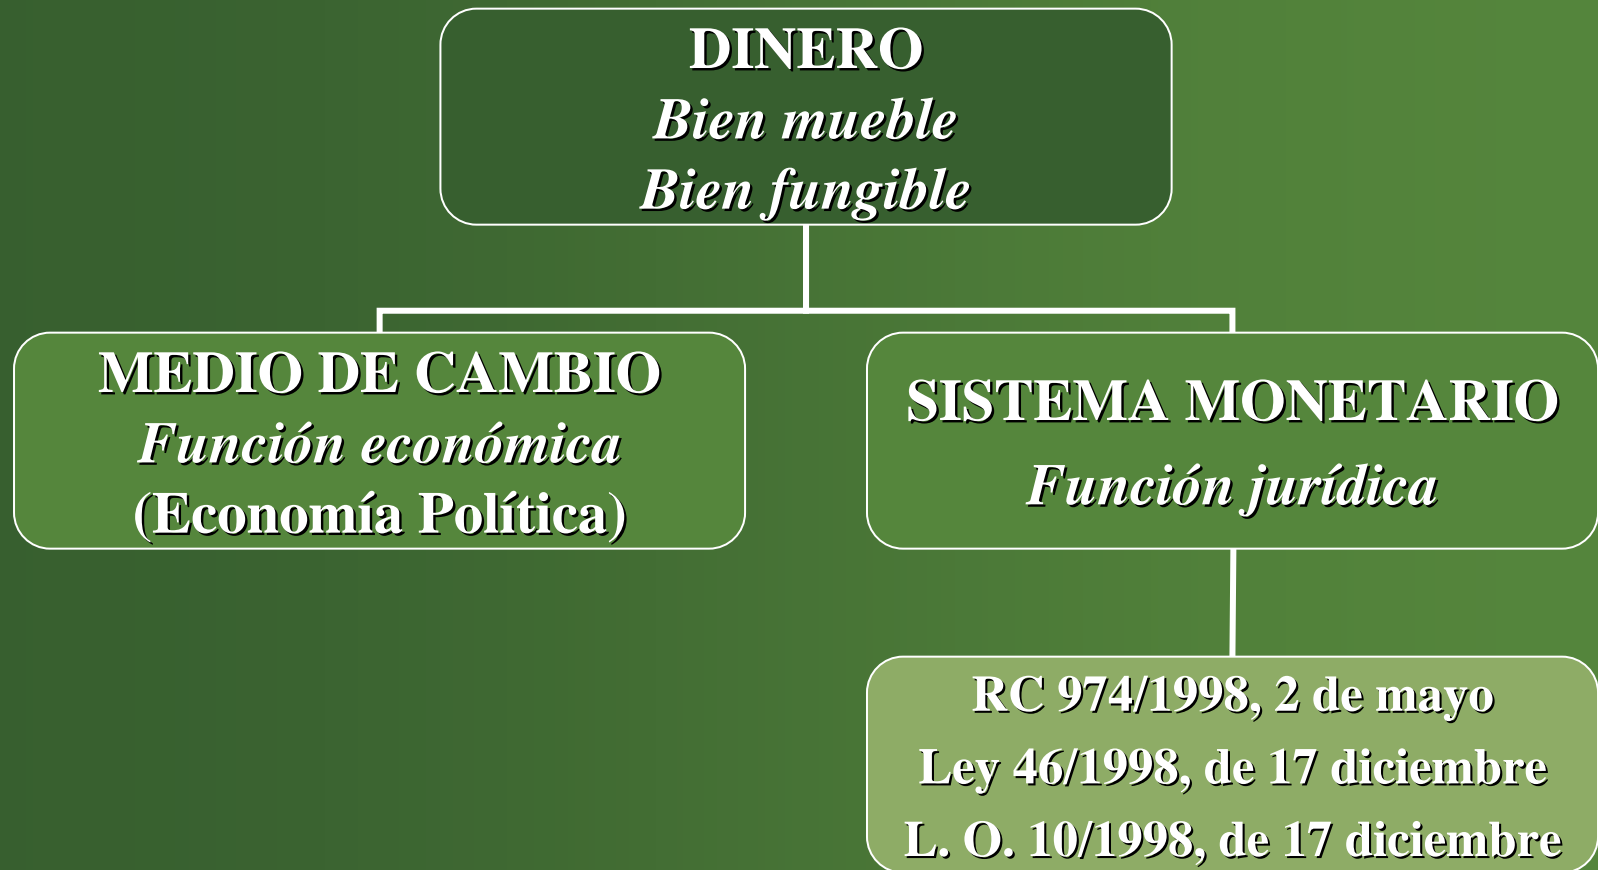 DINERO
Bien mueble
Bien fungible
MEDIO DE CAMBIO
Función económica
(Economía Política)
SISTEMA MONETARIO
Función jurídica
RC 974/1998, 2 de mayo
Ley 46/1998, de 17 diciembre
L. O. 10/1998, de 17 diciembre